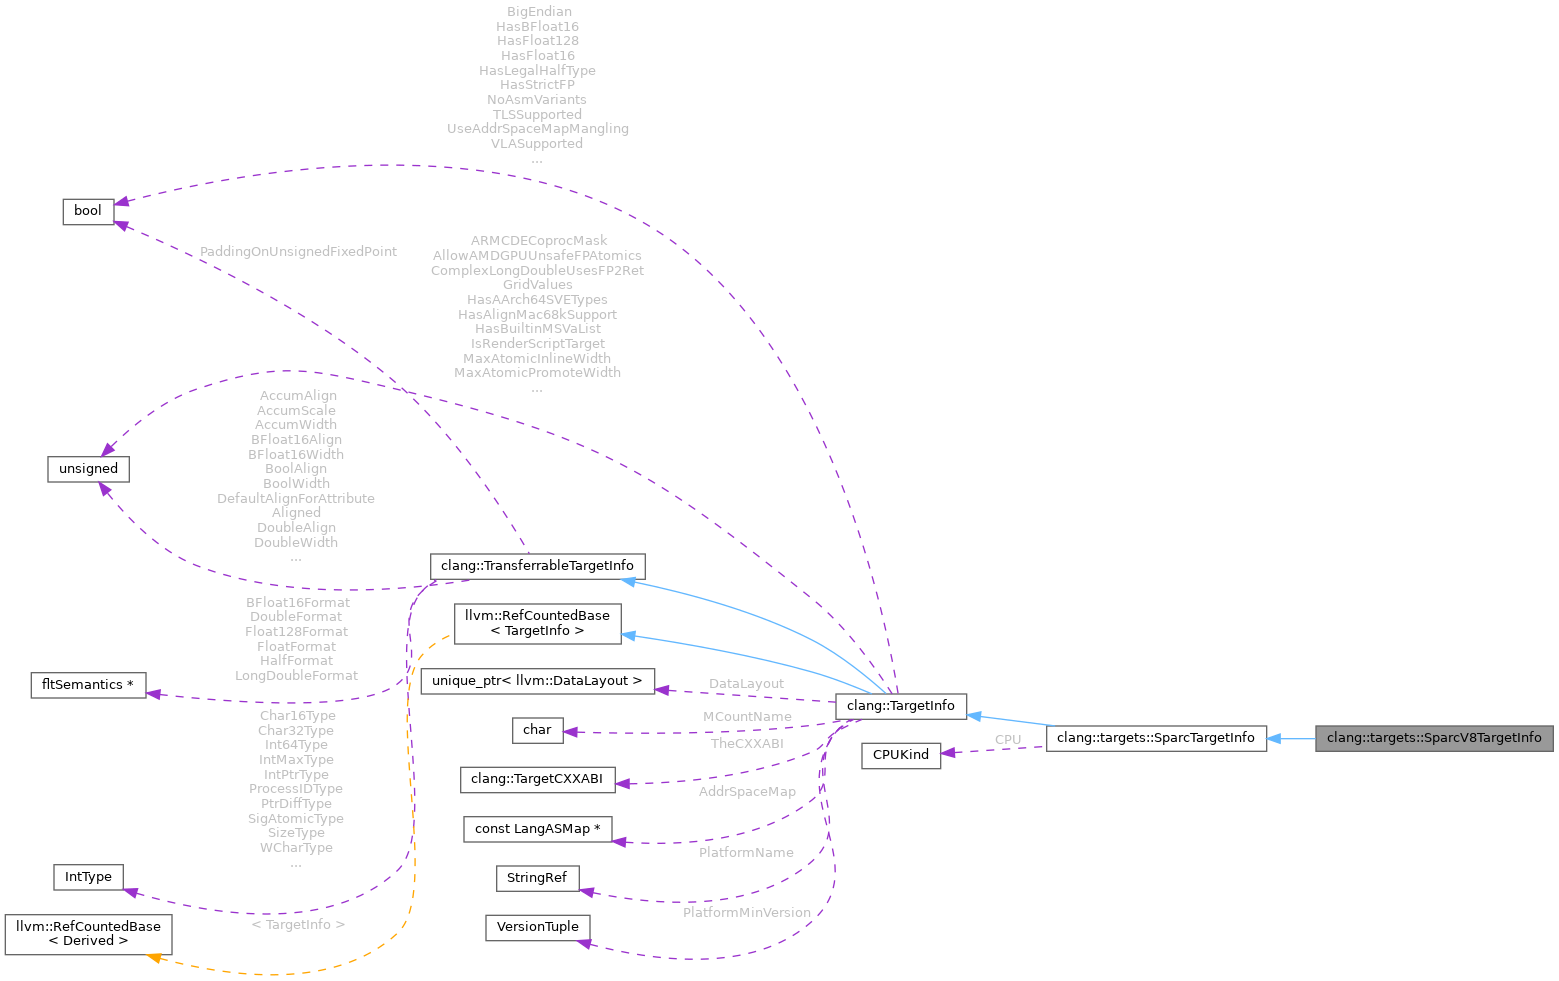 BigEndian
HasBFloat16
HasFloat128
HasFloat16
HasLegalHalfType
HasStrictFP
NoAsmVariants
TLSSupported
UseAddrSpaceMapMangling
VLASupported
...
bool
PaddingOnUnsignedFixedPoint
ARMCDECoprocMask
AllowAMDGPUUnsafeFPAtomics
ComplexLongDoubleUsesFP2Ret
GridValues
HasAArch64SVETypes
HasAlignMac68kSupport
HasBuiltinMSVaList
IsRenderScriptTarget
MaxAtomicInlineWidth
MaxAtomicPromoteWidth
...
AccumAlign
AccumScale
AccumWidth
BFloat16Align
BFloat16Width
BoolAlign
BoolWidth
DefaultAlignForAttribute
Aligned
DoubleAlign
DoubleWidth
...
unsigned
clang::TransferrableTargetInfo
BFloat16Format
DoubleFormat
Float128Format
FloatFormat
HalfFormat
LongDoubleFormat
llvm::RefCountedBase
< TargetInfo >
fltSemantics *
unique_ptr< llvm::DataLayout >
DataLayout
clang::TargetInfo
MCountName
char
TheCXXABI
clang::TargetCXXABI
CPU
CPUKind
clang::targets::SparcTargetInfo
clang::targets::SparcV8TargetInfo
Char16Type
Char32Type
Int64Type
IntMaxType
IntPtrType
ProcessIDType
PtrDiffType
SigAtomicType
SizeType
WCharType
...
AddrSpaceMap
const LangASMap *
PlatformName
StringRef
IntType
PlatformMinVersion
VersionTuple
< TargetInfo >
llvm::RefCountedBase
< Derived >